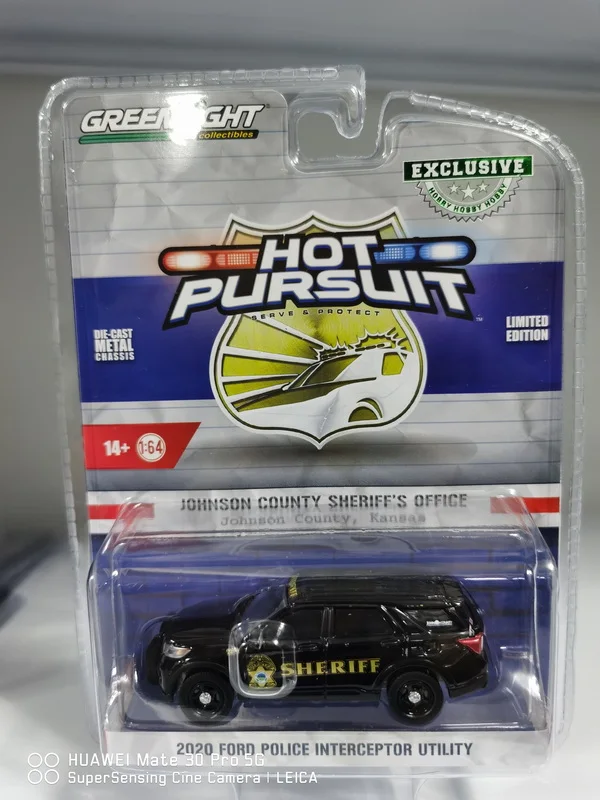 GREENLIGHT
collectibles
EXCLUSIVE
HOBBY HOBBY HOBBY
HOT
PURSUIT
™
SERVE & PROTECT
DIE-CAST
METAL
CHASSIS
LIMITED
EDITION
14+ 1:64
JOHNSON COUNTY SHERIFF'S OFFICE
Johnson County, Kansas
SHERIFF
2020 FORD POLICE INTERCEPTOR UTILITY
HUAWEI Mate 30 Pro 5G
SuperSensing Cine Camera | LEICA